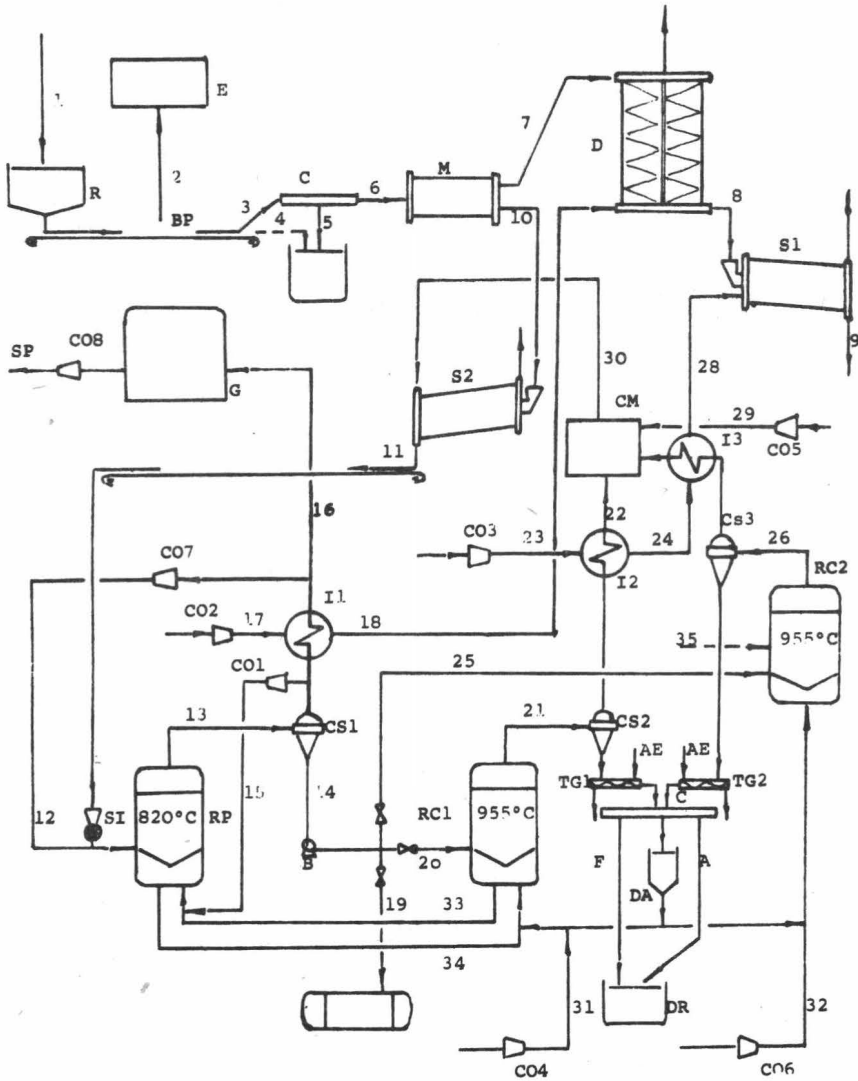 1
E
7
D
C
M
2
R
3
6
BP
4
5
10
8
S1
9
CO8
SP
G
30
28
S2
CM
29
I3
CO5
11
16
22
Cs3
CO3
23
24
26
I2
RC2
CO7
I1
CO2
17
18
35
955°C
25
CO1
13
CS1
21
CS2
AE
AE
TG1
TG2
C
12
SI
820°C
RP
15
14
RC1
955°C
B
2o
F
A
DA
19
33
34
31
DR
32
CO4
CO6